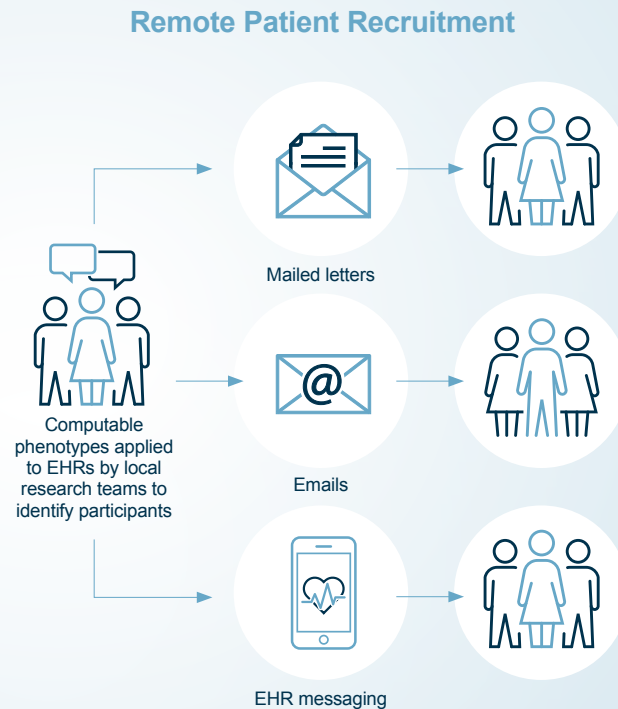 Remote Patient Recruitment
Mailed letters
Computable
phenotypes applied
to EHRs by local
research teams to
identify participants
@
Emails
EHR messaging